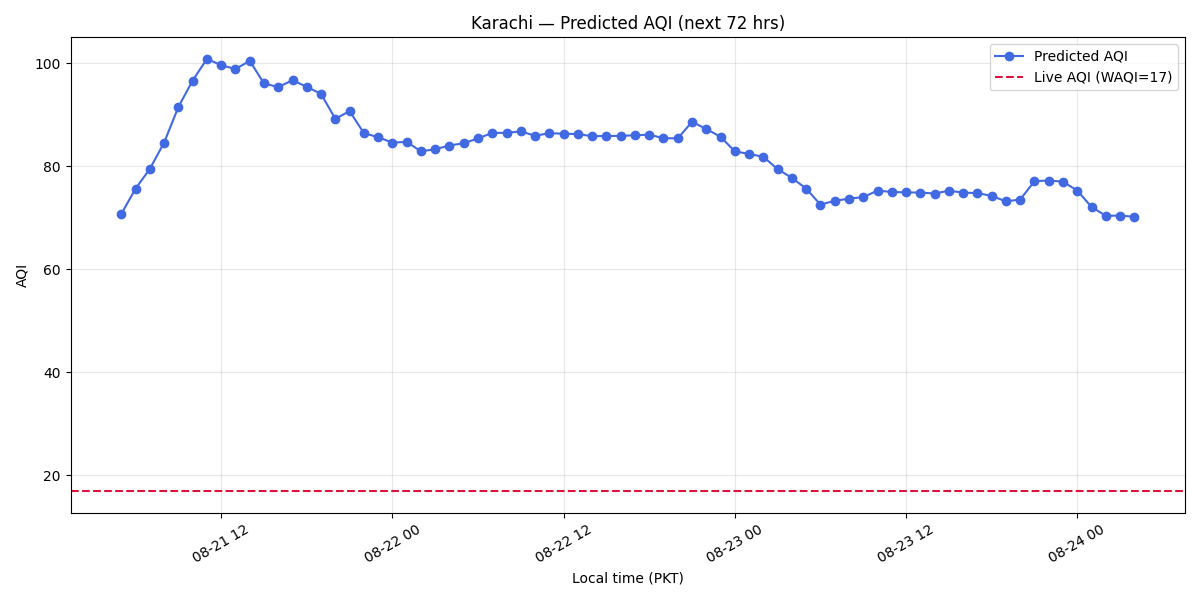 Karachi — Predicted AQI (next 72 hrs)
Predicted AQI
Live AQI (WAQI=17)
100
80
60
40
20
AQI
08-21 12
08-22 00
08-22 12
08-23 00
08-23 12
08-24 00
Local time (PKT)